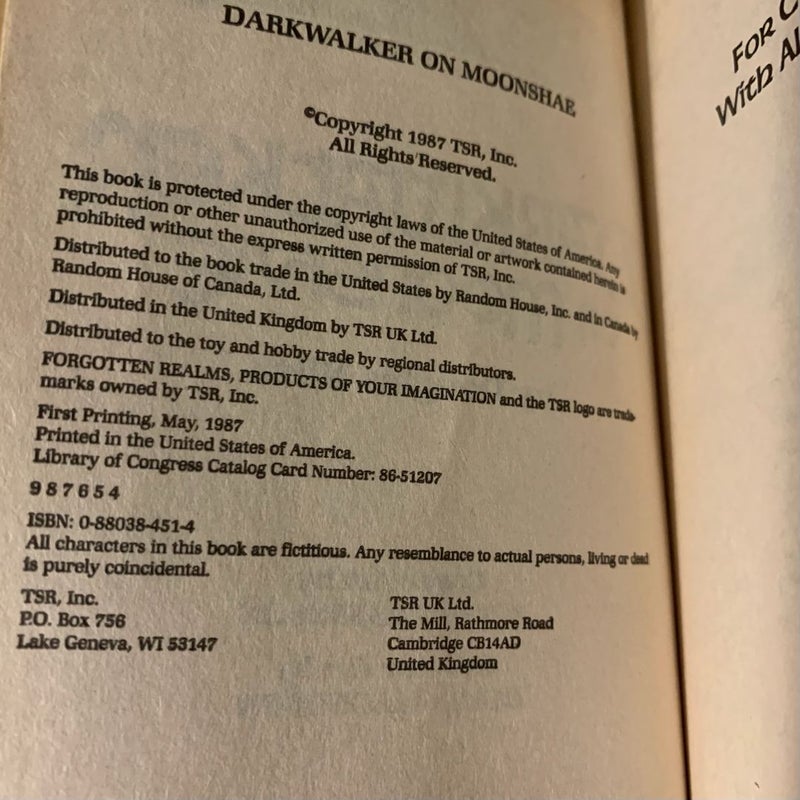 DARKWALKER ON MOONSHAE
©Copyright 1987 TSR, Inc.
All Rights Reserved.
This book is protected under the copyright laws of the United States of America. Any
reproduction or other unauthorized use of the material or artwork contained herein is
prohibited without the express written permission of TSR, Inc.
Distributed to the book trade in the United States by Random House, Inc. and in Canada by
Random House of Canada, Ltd.
Distributed in the United Kingdom by TSR UK Ltd.
Distributed to the toy and hobby trade by regional distributors.
FORGOTTEN REALMS, PRODUCTS OF YOUR IMAGINATION and the TSR logo are trade-
marks owned by TSR, Inc.
First Printing, May, 1987
Printed in the United States of America.
Library of Congress Catalog Card Number: 86-51207
9 8 7 6 5 4
ISBN: 0-88038-451-4
All characters in this book are fictitious. Any resemblance to actual persons, living or dead
is purely coincidental.
TSR, Inc.
P.O. Box 756
Lake Geneva, WI 53147
TSR UK Ltd.
The Mill, Rathmore Road
Cambridge CB14AD
United Kingdom
FOR
With